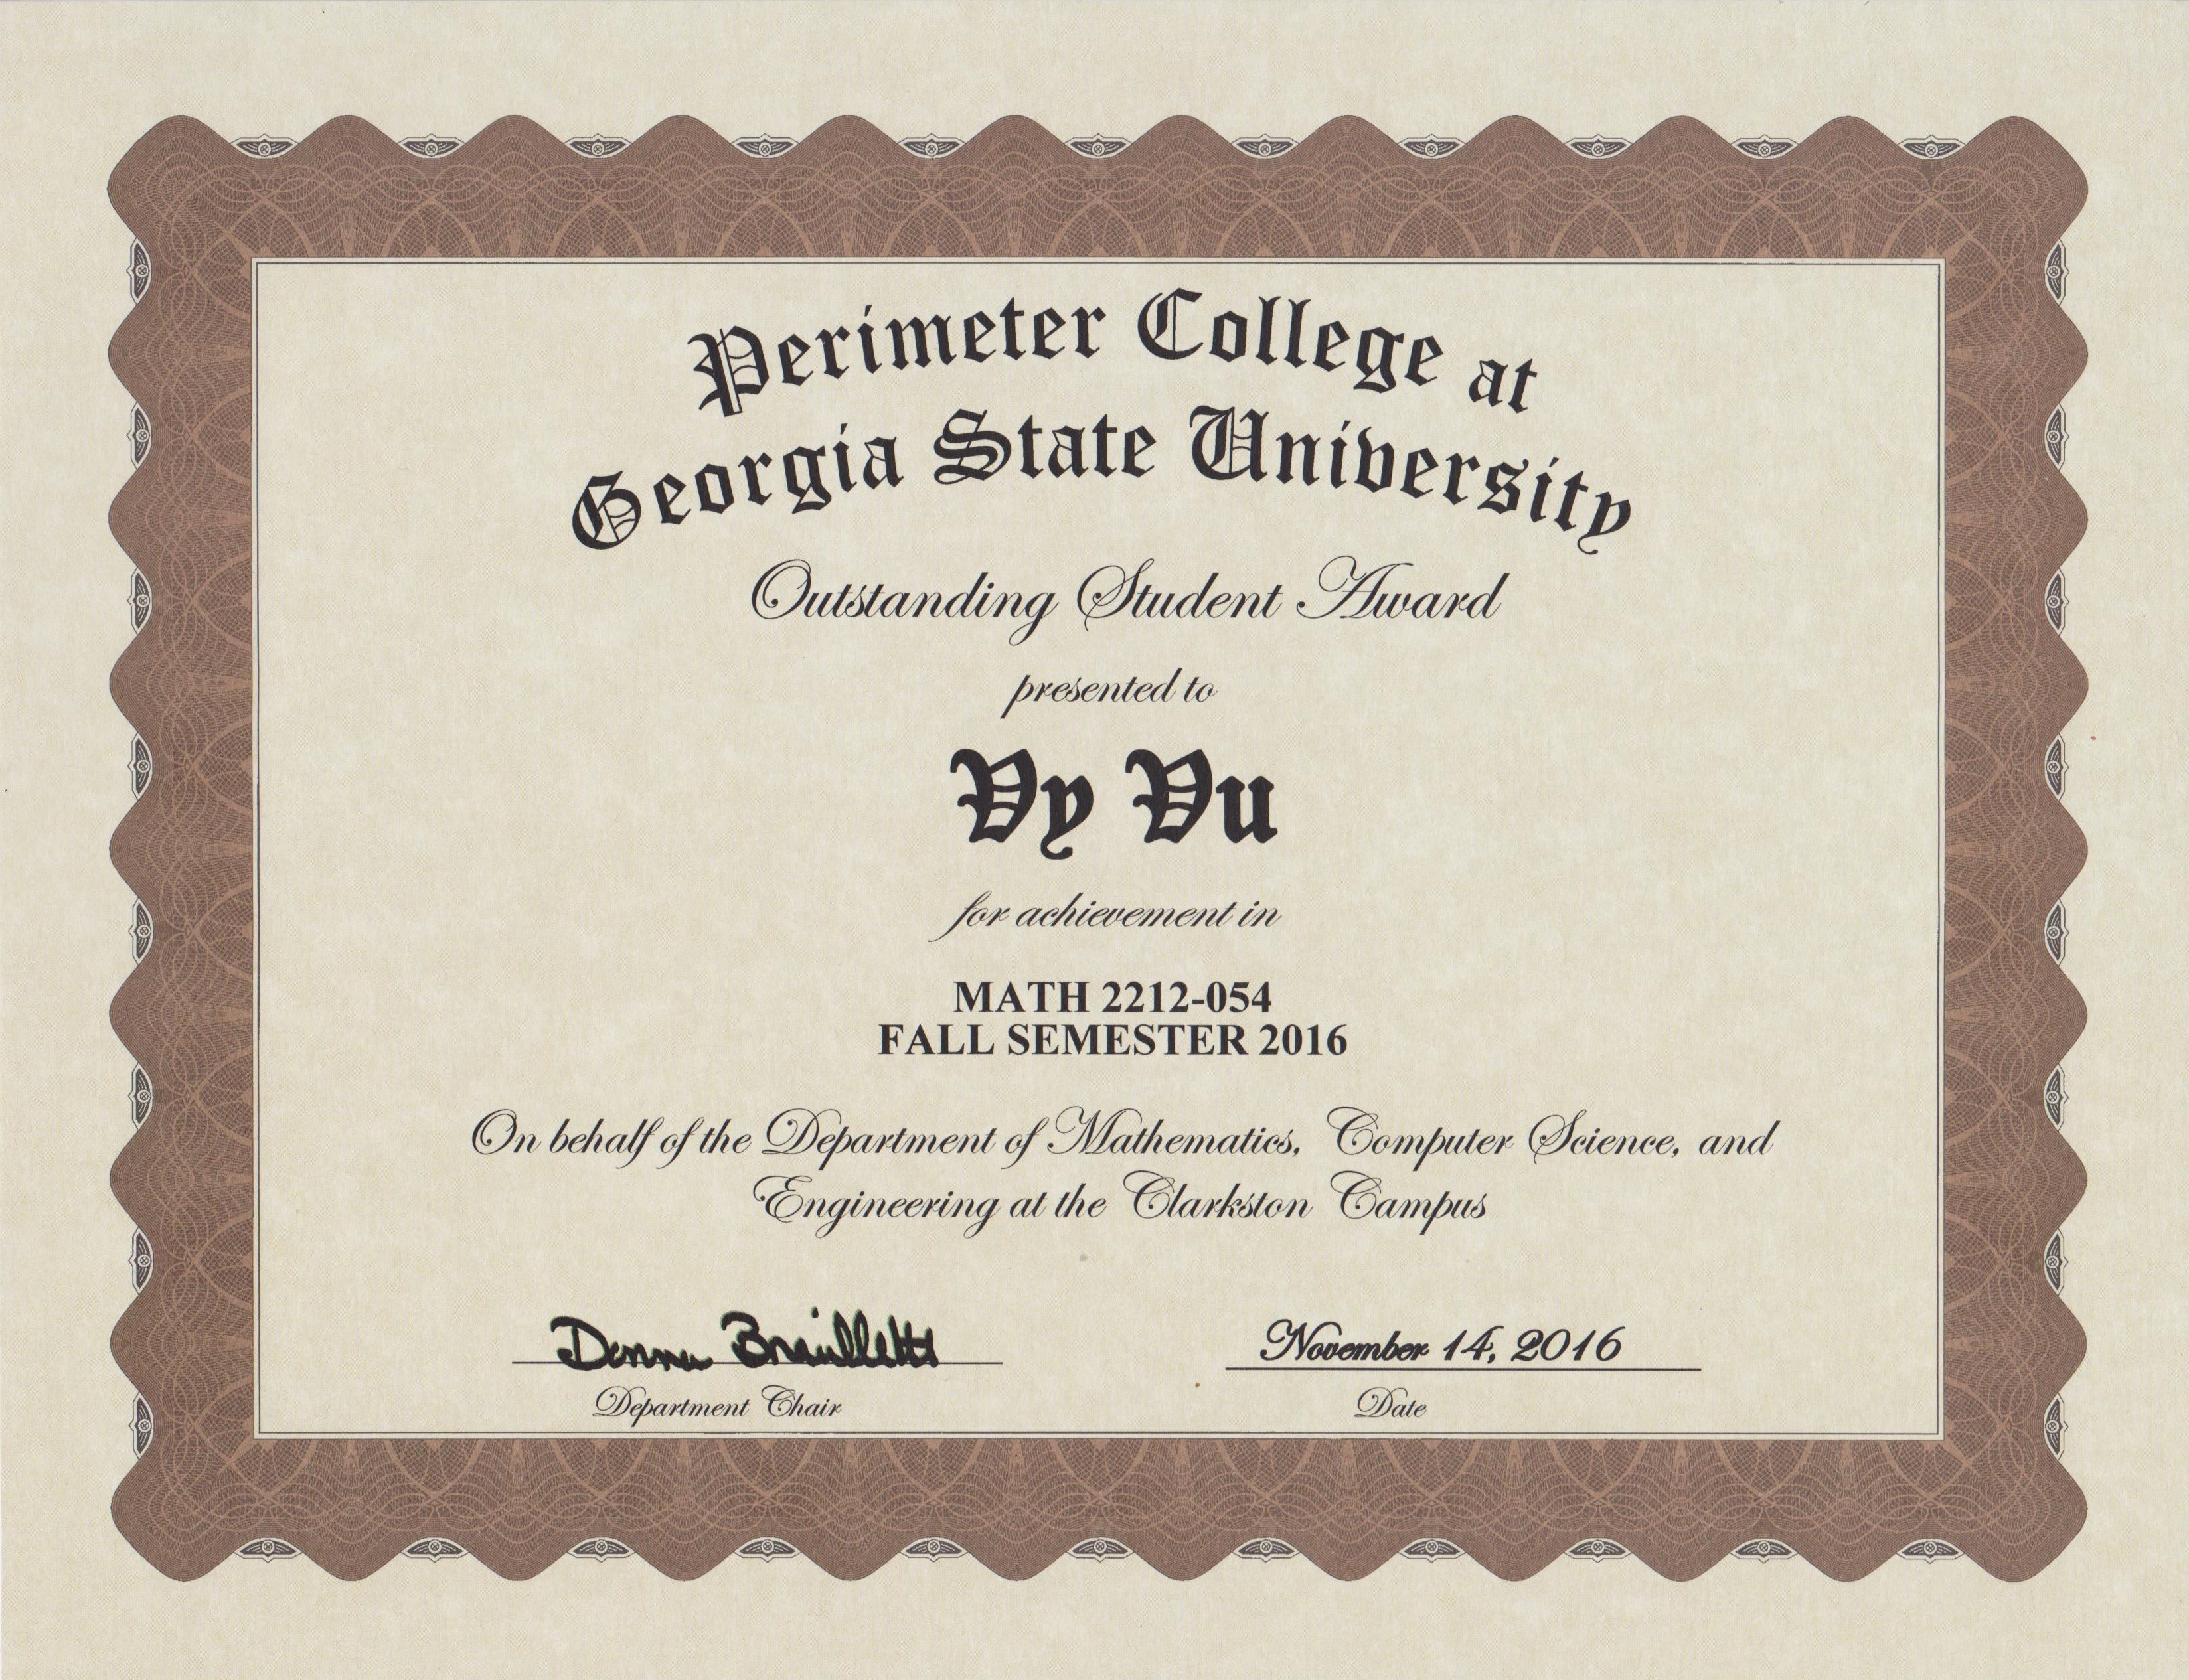 Perimeter College at
Georgia State University
Outstanding Student Award
presented to
Vy Vu
for achievement in
MATH 2212-054
FALL SEMESTER 2016
On behalf of the Department of Mathematics, Computer Science, and
Engineering at the Clarkston Campus
Donna November 14, 2016
Department Chair Date